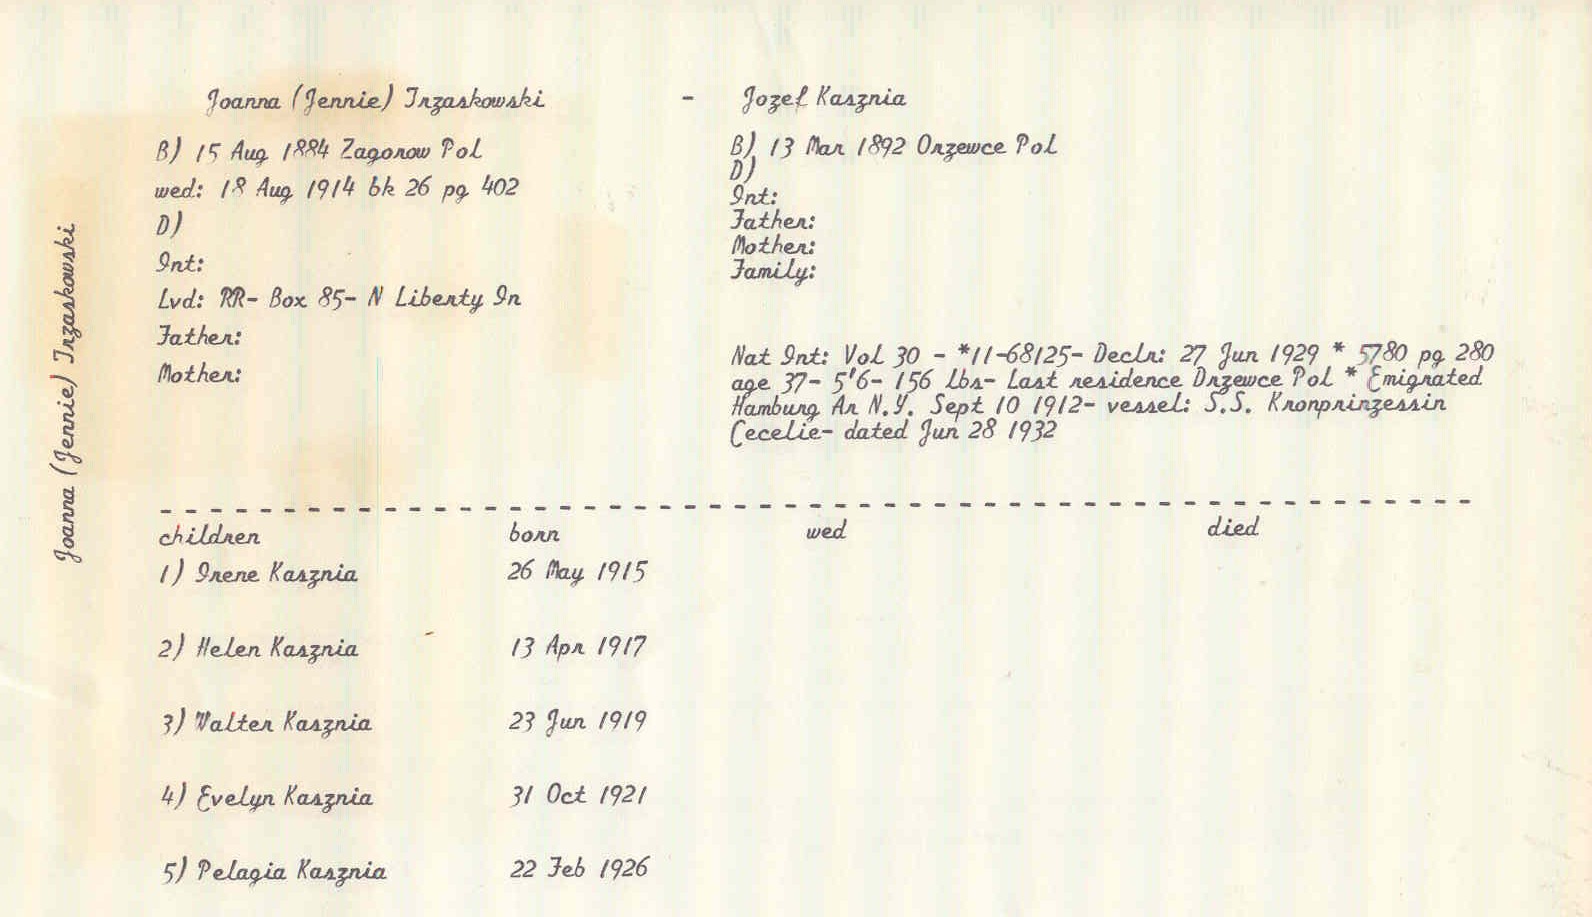 Joanna (Jennie) Trzaskowski - Jozef Kasznia
B) 15 Aug 1884 Zagorow Pol
wed: 18 Aug 1914 bk 26 pg 402
D)
Int:
Lvd: RR- Box 85- N Liberty In
Father:
Mother:
B) 13 Mar 1892 Orzewce Pol
D)
Int:
Father:
Mother:
Family:
Nat Int: Vol 30 - *11-68125- Declr: 27 Jun 1929 * 5780 pg 280
age 37- 5'6- 156 lbs- Last residence Drzewce Pol * Emigrated
Hamburg Ar N.Y. Sept 10 1912- vessel: S.S. Kronprinzessin
Cecelie- dated Jun 28 1932
Joanna (Jennie) Trzaskowski
children born wed died
1) Irene Kasznia 26 May 1915
2) Helen Kasznia 13 Apr 1917
3) Walter Kasznia 23 Jun 1919
4) Evelyn Kasznia 31 Oct 1921
5) Pelagia Kasznia 22 Feb 1926